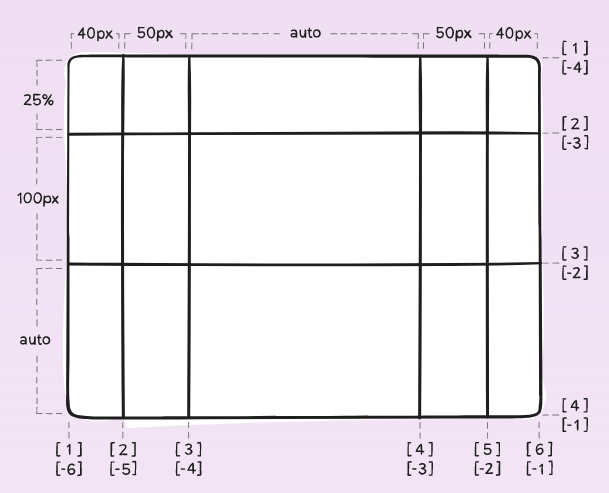 40px 50px auto 50px 40px
[1]
[-4]
25%
[2]
[-3]
100px
[3]
[-2]
auto
[4]
[-1]
[1] [2] [3] [4] [5] [6]
[-6] [-5] [-4] [-3] [-2] [-1]